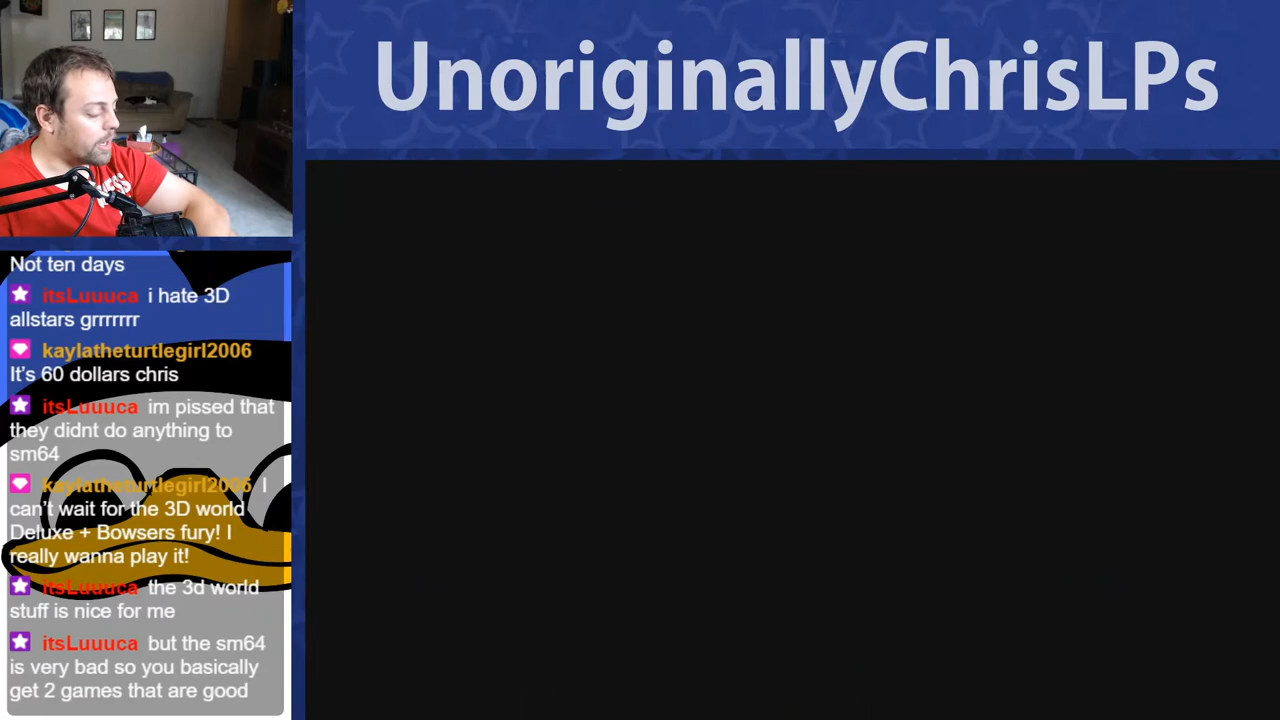 UnoriginallyChrisLPs
Not ten days
itsLuuuca i hate 3D
allstars grrrrrrr
kaylatheturtlegirl2006
It's 60 dollars chris
itsLuuuca im pissed that
they didnt do anything to
sm64
kaylatheturtlegirl2006 I
can't wait for the 3D world
Deluxe + Bowsers fury! I
really wanna play it!
itsLuuuca the 3d world
stuff is nice for me
itsLuuuca but the sm64
is very bad so you basically
get 2 games that are good